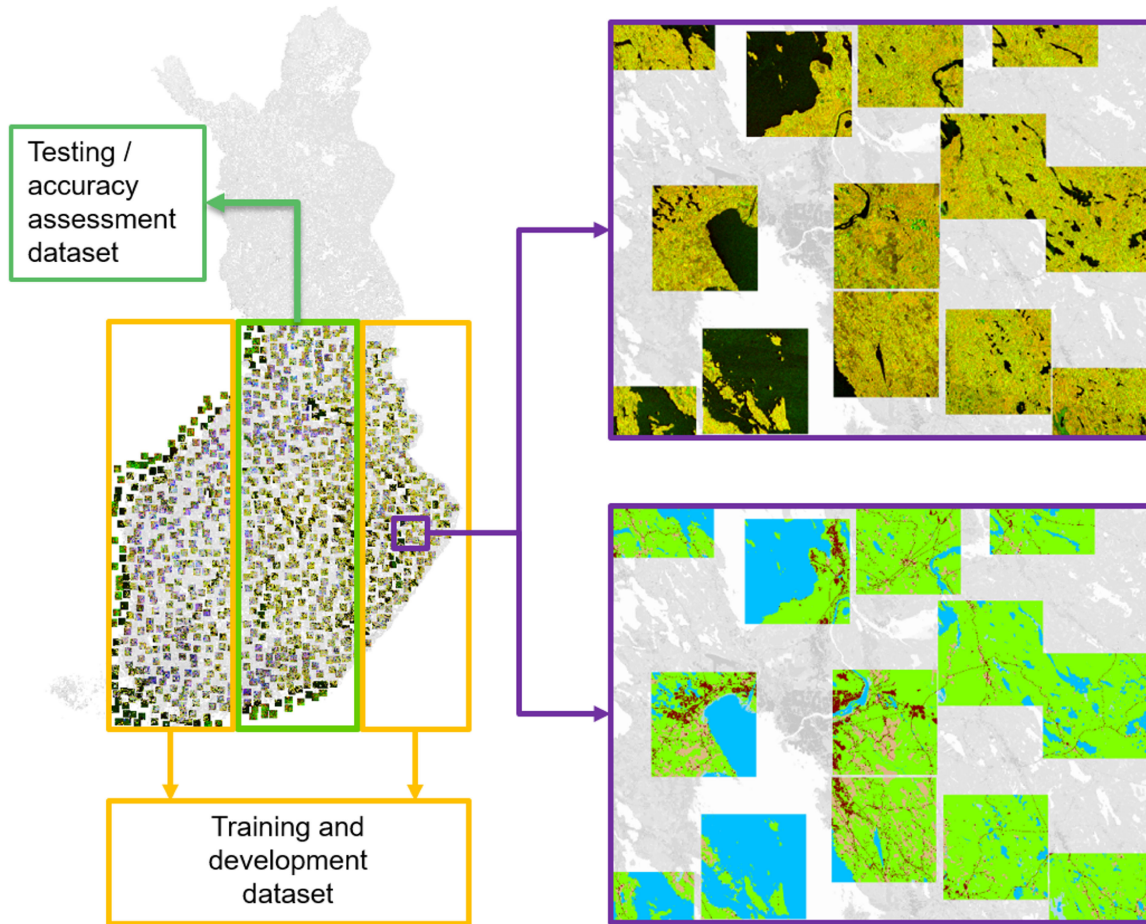 Testing /
accuracy
assessment
dataset
Training and
development
dataset